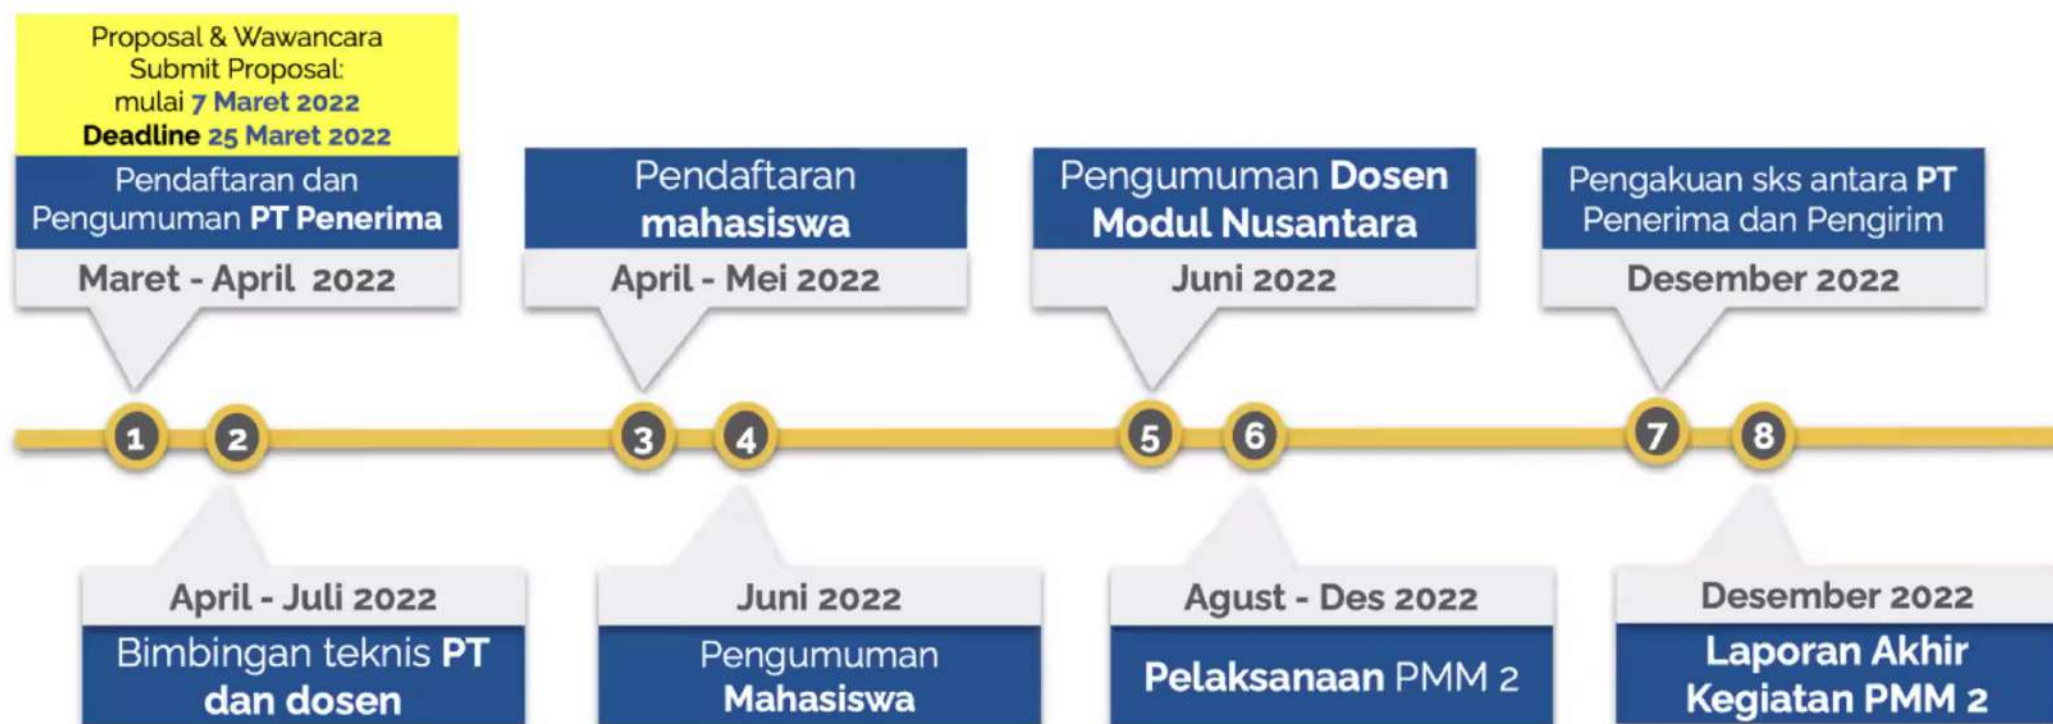 Proposal & Wawancara
Submit Proposal:
mulai 7 Maret 2022
Deadline 25 Maret 2022
Pendaftaran dan
Pengumuman PT Penerima
Maret - April 2022
Pendaftaran
mahasiswa
April - Mei 2022
Pengumuman Dosen
Modul Nusantara
Juni 2022
Pengakuan sks antara PT
Penerima dan Pengirim
Desember 2022
1
2
3
4
5
6
7
8
April - Juli 2022
Bimbingan teknis PT
dan dosen
Juni 2022
Pengumuman
Mahasiswa
Agust - Des 2022
Pelaksanaan PMM 2
Desember 2022
Laporan Akhir
Kegiatan PMM 2